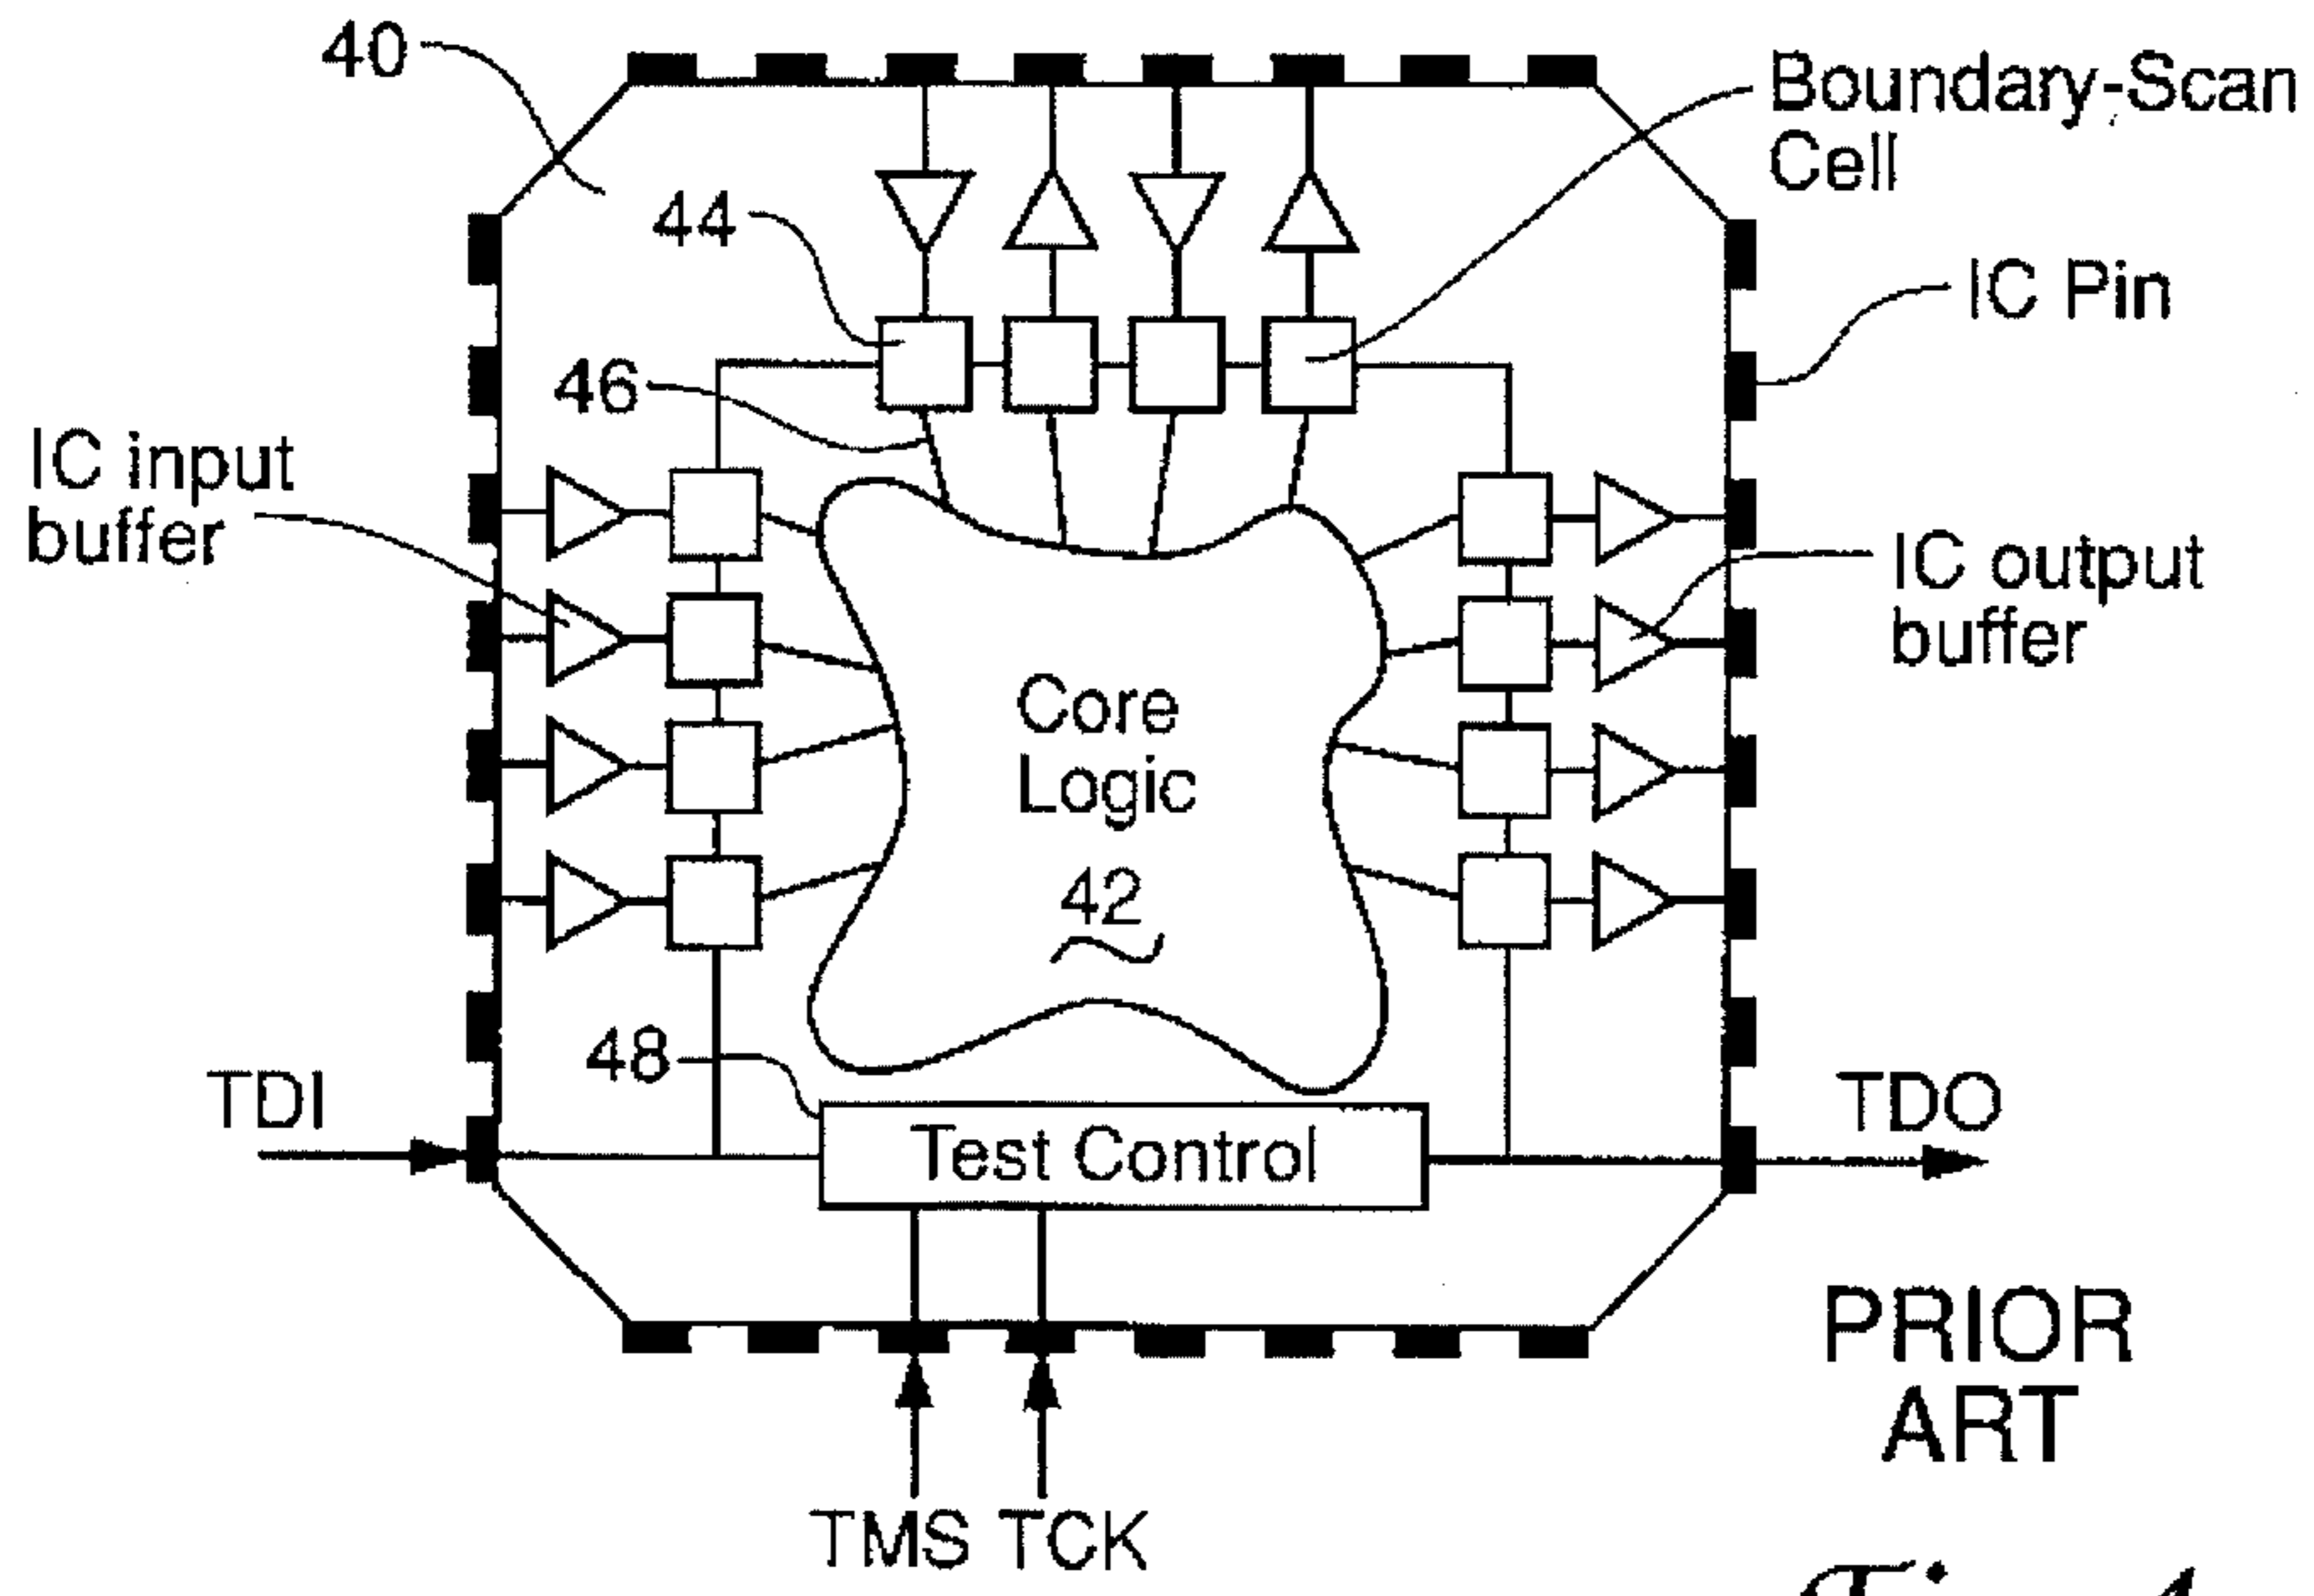 40
Boundary-Scan
Cell
44
IC Pin
46
IC input
buffer
IC output
buffer
Core
Logic
42
48
TDI
TDO
Test Control
PRIOR
ART
TMS TCK